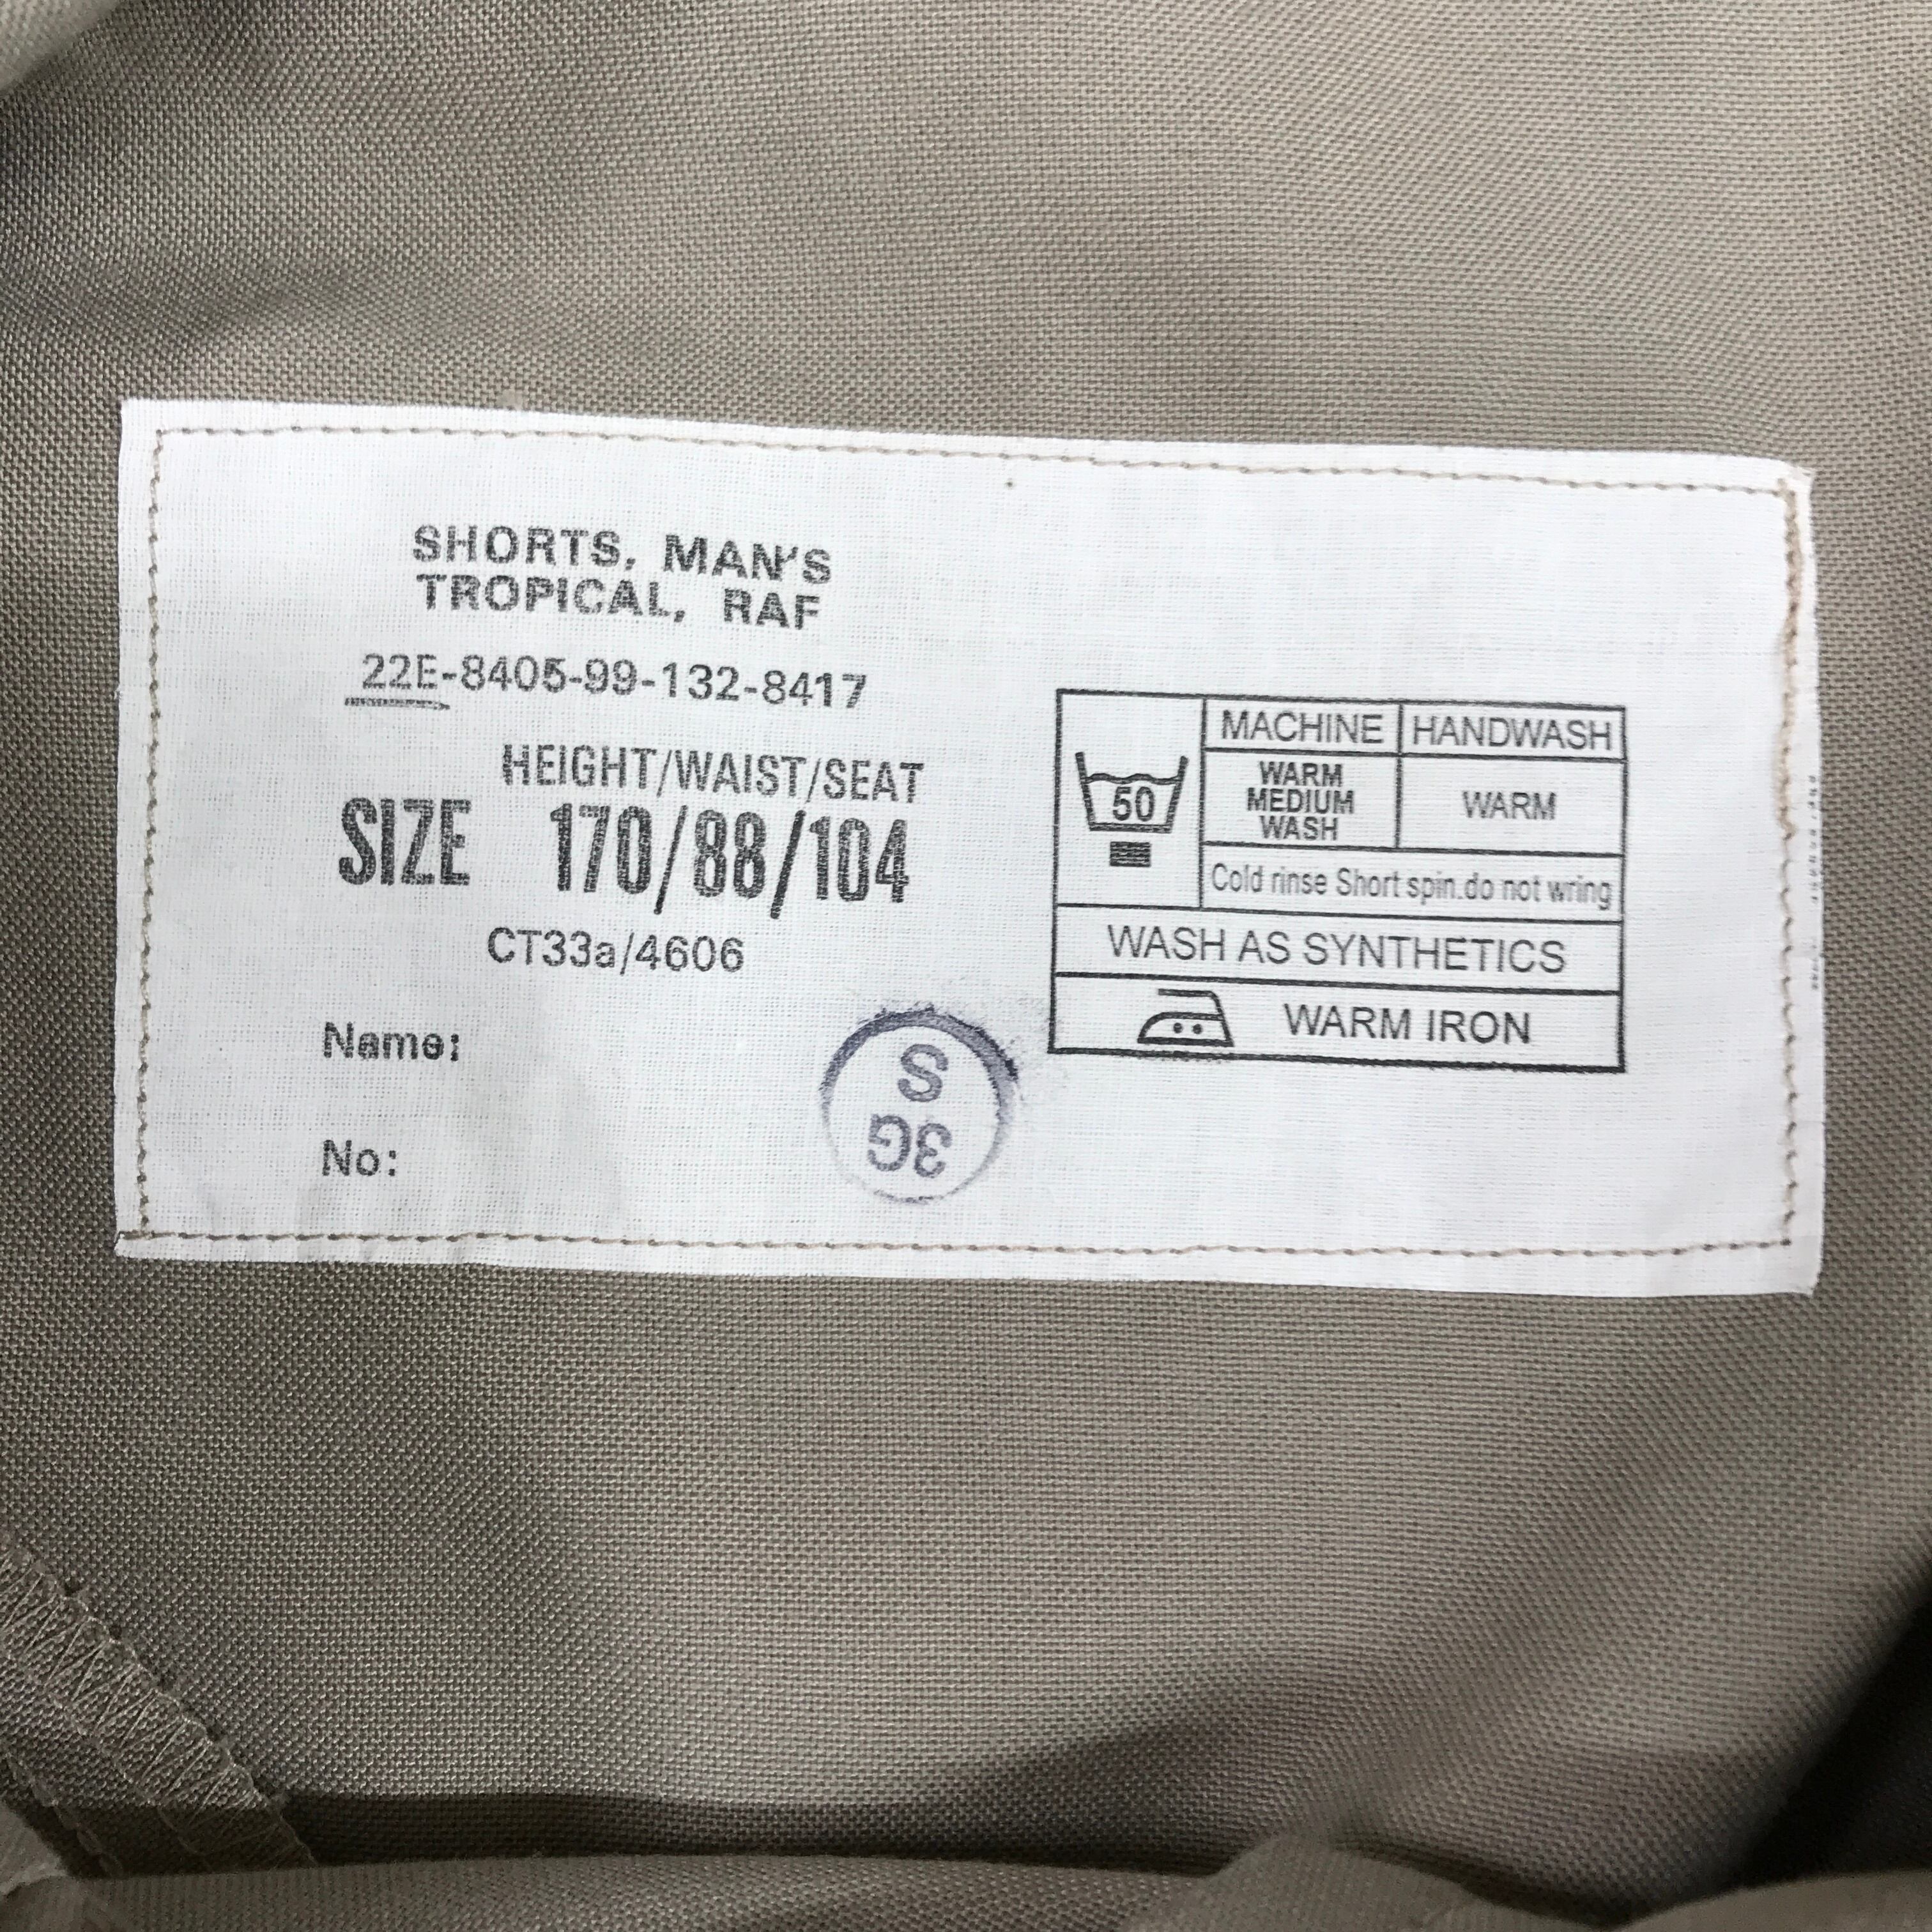 SHORTS, MAN'S
TROPICAL, RAF
22E-8405-99-132-8417
HEIGHT/WAIST/SEAT
SIZE 170/88/104
CT33a/4606
Name:
No:
3G
S
50
MACHINE
HANDWASH
WARM
MEDIUM
WASH
WARM
Cold rinse Short spin.do not wring
WASH AS SYNTHETICS
WARM IRON